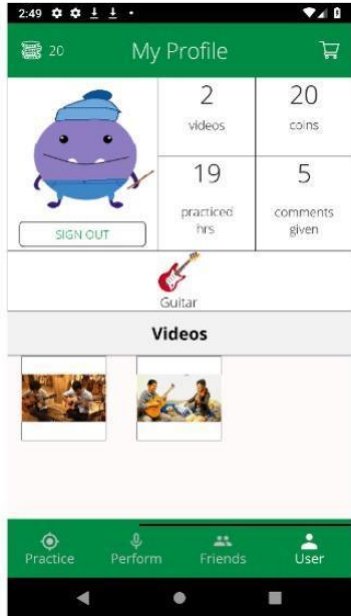 2:49
20 My Profile
2 20
videos coins
19 5
practiced comments
hrs given
SIGN OUT
Guitar
Videos
Practice Perform Friends User